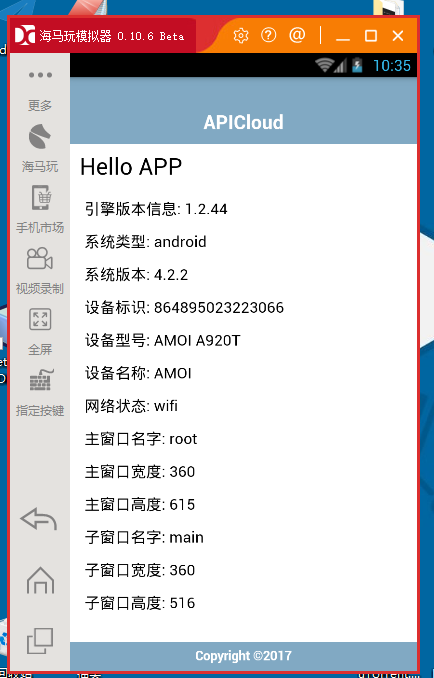 海马玩模拟器 0.10.6 Beta
10:35
更多
海马玩
手机市场
视频录制
全屏
指定按键
APICloud
Hello APP
引擎版本信息: 1.2.44
系统类型: android
系统版本: 4.2.2
设备标识: 864895023223066
设备型号: AMOI A920T
设备名称: AMOI
网络状态: wifi
主窗口名字: root
主窗口宽度: 360
主窗口高度: 615
子窗口名字: main
子窗口宽度: 360
子窗口高度: 516
Copyright ©2017